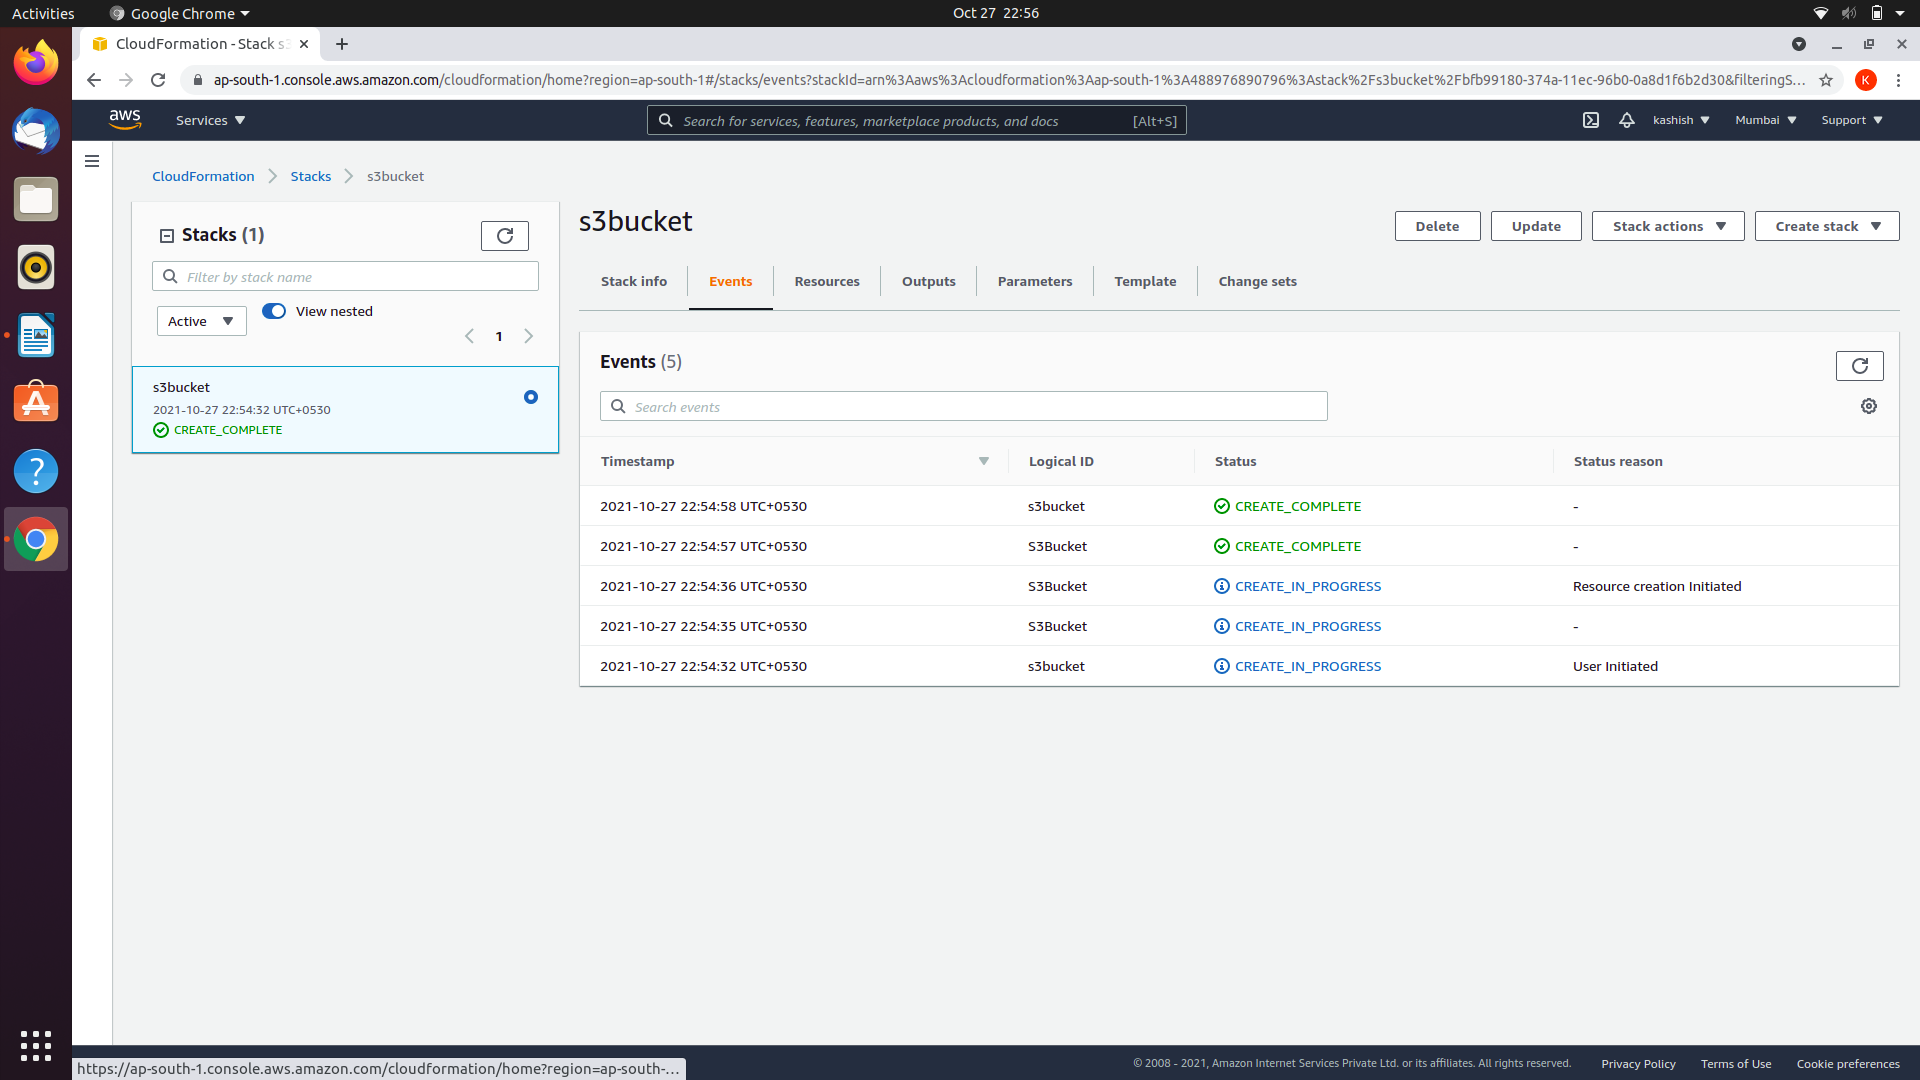 Activities Google Chrome Oct 27 22:56
CloudFormation - Stack s3
ap-south-1.console.aws.amazon.com/cloudformation/home?region=ap-south-1#/stacks/events?stackId=arn%3Aaws%3Acloudformation%3Aap-south-1%3A488976890796%3Astack%2Fs3bucket%2Fbfb99180-374a-11ec-96b0-0a8d1f6b2d30&filteringS... K
aws Services Search for services, features, marketplace products, and docs [Alt+S] kashish Mumbai Support
CloudFormation Stacks s3bucket
Stacks (1)
Filter by stack name
Active View nested
1
s3bucket
2021-10-27 22:54:32 UTC+0530
CREATE_COMPLETE
s3bucket
Delete Update Stack actions Create stack
Stack info Events Resources Outputs Parameters Template Change sets
Events (5)
Search events
Timestamp Logical ID Status Status reason
2021-10-27 22:54:58 UTC+0530 s3bucket CREATE_COMPLETE -
2021-10-27 22:54:57 UTC+0530 S3Bucket CREATE_COMPLETE -
2021-10-27 22:54:36 UTC+0530 S3Bucket CREATE_IN_PROGRESS Resource creation Initiated
2021-10-27 22:54:35 UTC+0530 S3Bucket CREATE_IN_PROGRESS -
2021-10-27 22:54:32 UTC+0530 s3bucket CREATE_IN_PROGRESS User Initiated
© 2008 - 2021, Amazon Internet Services Private Ltd. or its affiliates. All rights reserved. Privacy Policy Terms of Use Cookie preferences
https://ap-south-1.console.aws.amazon.com/cloudformation/home?region=ap-south-...